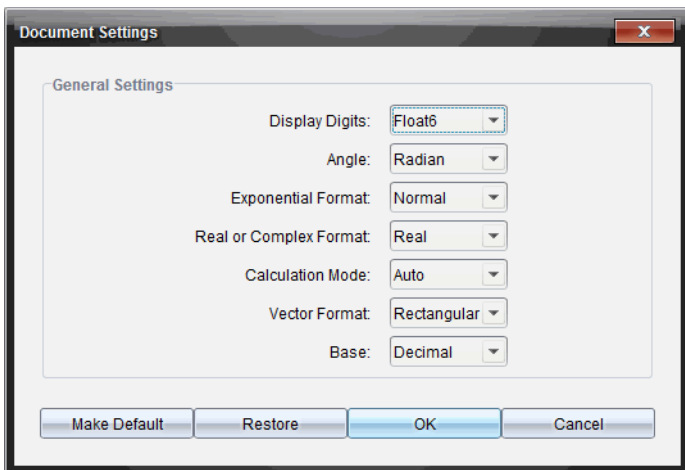 Document Settings
x
General Settings
Display Digits: Float6
Angle: Radian
Exponential Format: Normal
Real or Complex Format: Real
Calculation Mode: Auto
Vector Format: Rectangular
Base: Decimal
Make Default Restore OK Cancel